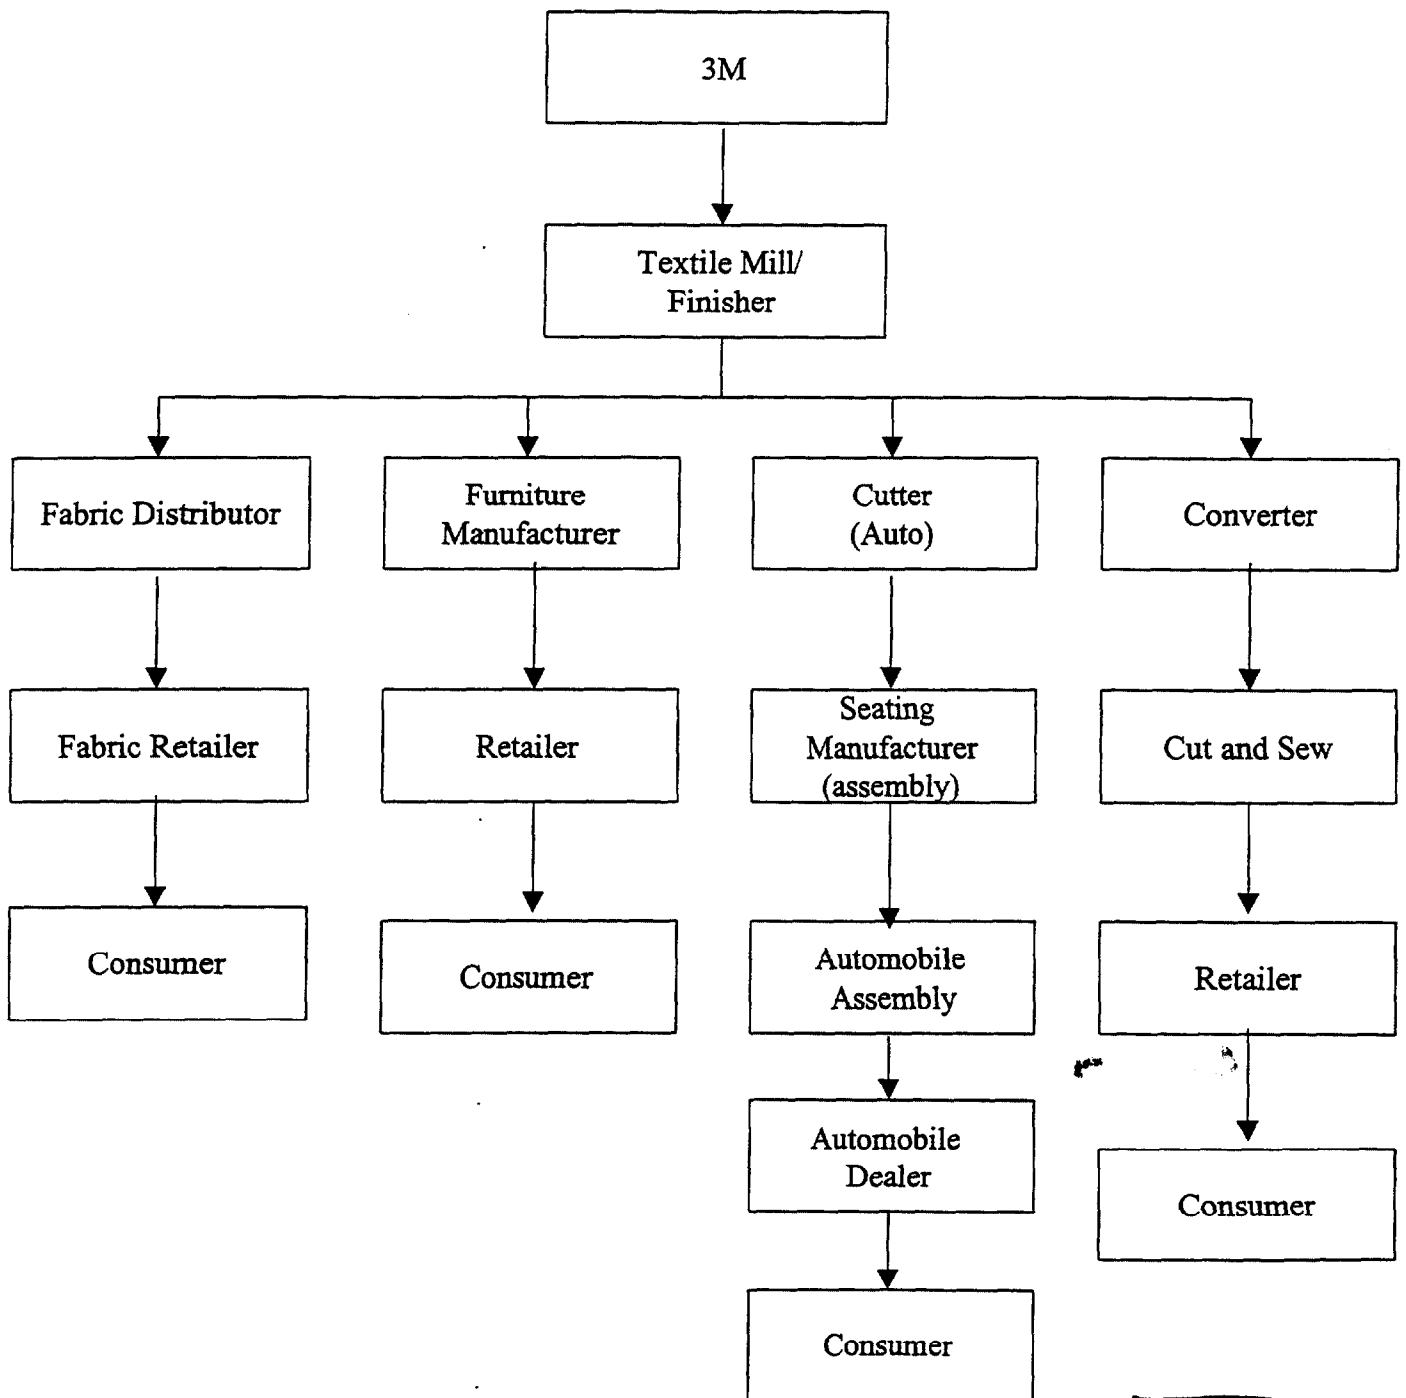 3M
Textile Mill/
Finisher
Fabric Distributor
Furniture
Manufacturer
Cutter
(Auto)
Converter
Fabric Retailer
Retailer
Seating
Manufacturer
(assembly)
Cut and Sew
Consumer
Consumer
Automobile
Assembly
Retailer
Automobile
Dealer
Consumer
Consumer